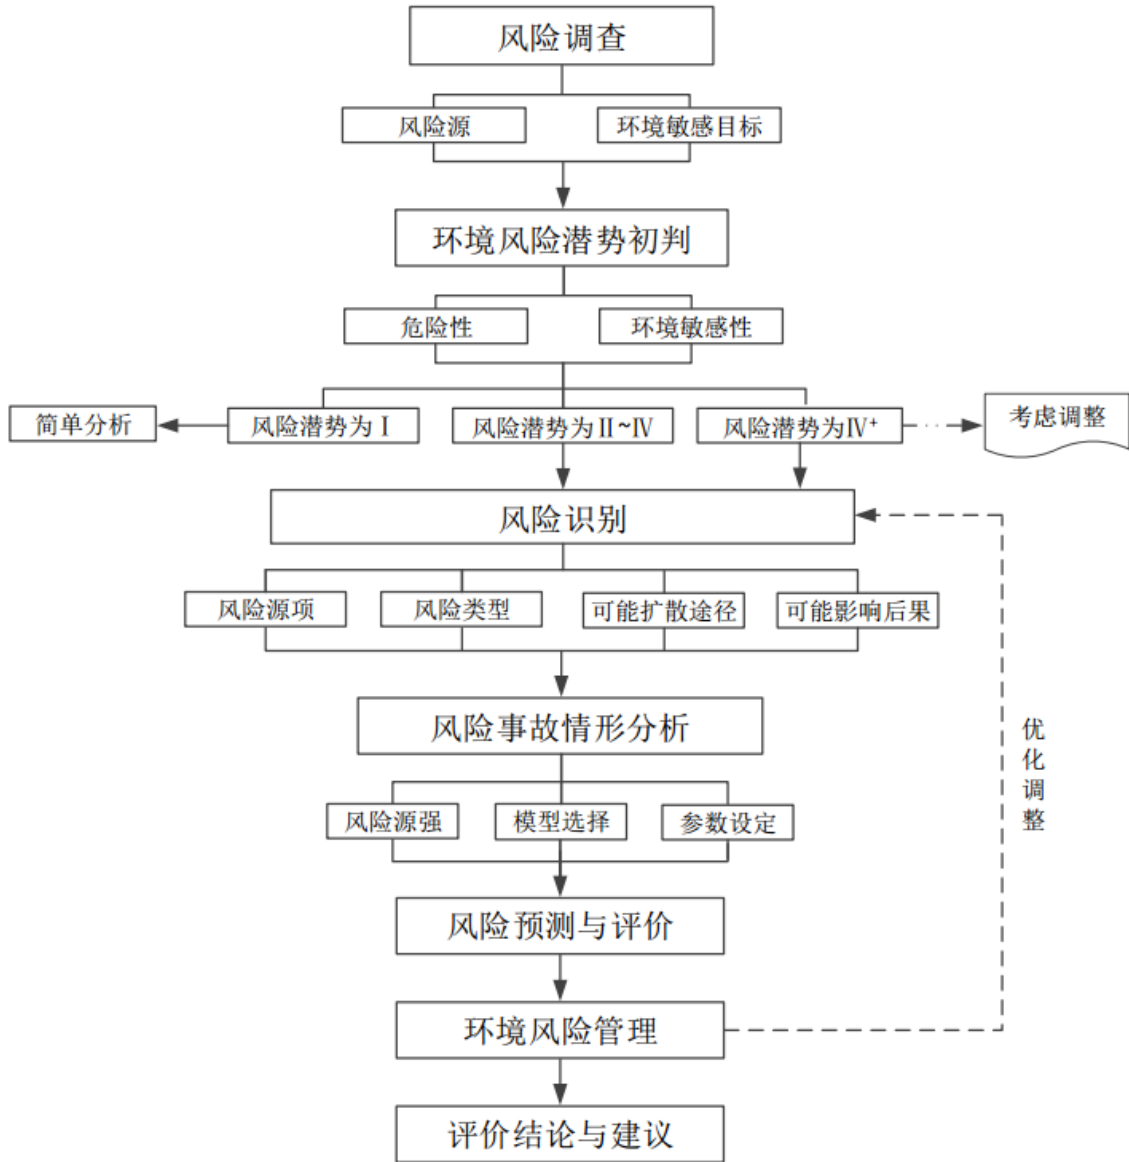 风险调查
风险源
环境敏感目标
环境风险潜势初判
危险性
环境敏感性
简单分析
风险潜势为Ⅰ
风险潜势为Ⅱ~Ⅳ
风险潜势为Ⅳ⁺
考虑调整
风险识别
风险源项
风险类型
可能扩散途径
可能影响后果
风险事故情形分析
优化调整
风险源强
模型选择
参数设定
风险预测与评价
环境风险管理
评价结论与建议